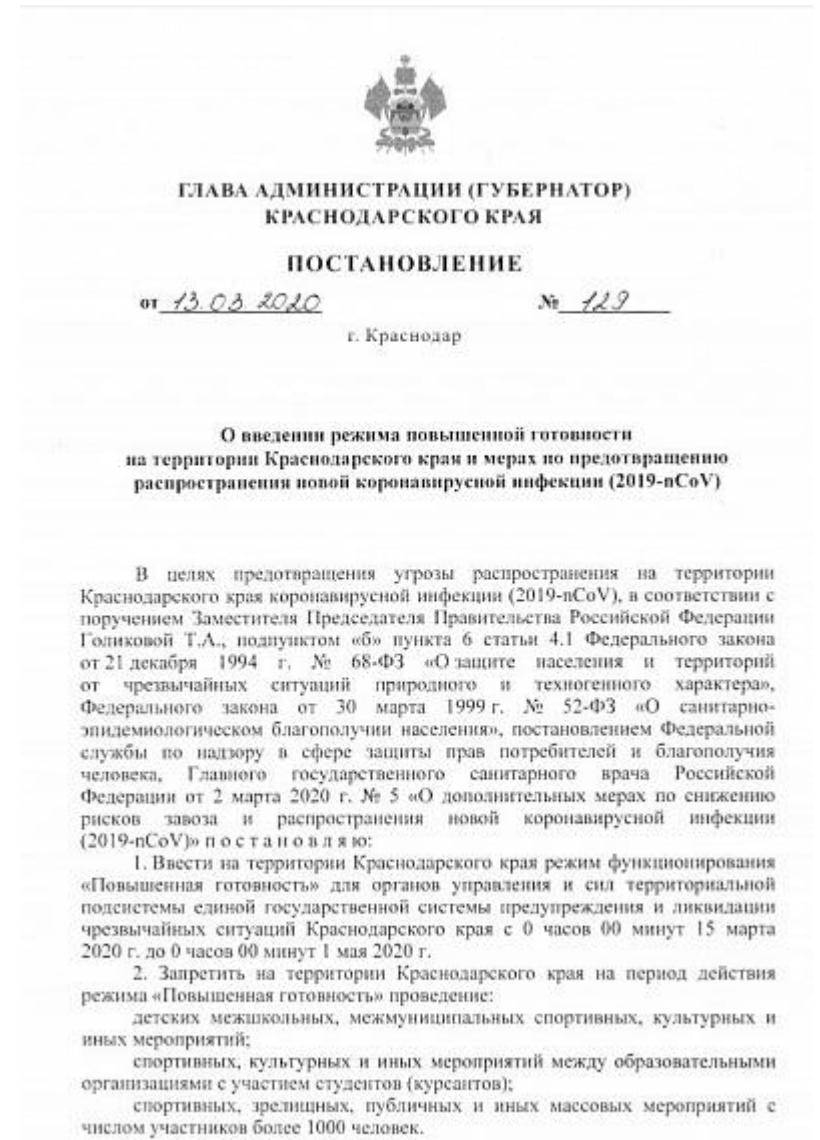 ГЛАВА АДМИНИСТРАЦИИ (ГУБЕРНАТОР)
КРАСНОДАРСКОГО КРАЯ
ПОСТАНОВЛЕНИЕ
от 13.03.2020 № 129
г. Краснодар
О введении режима повышенной готовности
на территории Краснодарского края и мерах по предотвращению
распространения новой коронавирусной инфекции (2019-nCoV)
В целях предотвращения угрозы распространения на территории
Краснодарского края коронавирусной инфекции (2019-nCoV), в соответствии с
поручением Заместителя Председателя Правительства Российской Федерации
Голиковой Т.А., подпунктом «б» пункта 6 статьи 4.1 Федерального закона
от 21 декабря 1994 г. № 68-ФЗ «О защите населения и территорий
от чрезвычайных ситуаций природного и техногенного характера»,
Федерального закона от 30 марта 1999 г. № 52-ФЗ «О санитарно-
эпидемиологическом благополучии населения», постановлением Федеральной
службы по надзору в сфере защиты прав потребителей и благополучия
человека, Главного государственного санитарного врача Российской
Федерации от 2 марта 2020 г. № 5 «О дополнительных мерах по снижению
рисков завоза и распространения новой коронавирусной инфекции
(2019-nCoV)» п о с т а н о в л я ю:
1. Ввести на территории Краснодарского края режим функционирования
«Повышенная готовность» для органов управления и сил территориальной
подсистемы единой государственной системы предупреждения и ликвидации
чрезвычайных ситуаций Краснодарского края с 0 часов 00 минут 15 марта
2020 г. до 0 часов 00 минут 1 мая 2020 г.
2. Запретить на территории Краснодарского края на период действия
режима «Повышенная готовность» проведение:
детских межшкольных, межмуниципальных спортивных, культурных и
иных мероприятий;
спортивных, культурных и иных мероприятий между образовательными
организациями с участием студентов (курсантов);
спортивных, зрелищных, публичных и иных массовых мероприятий с
числом участников более 1000 человек.